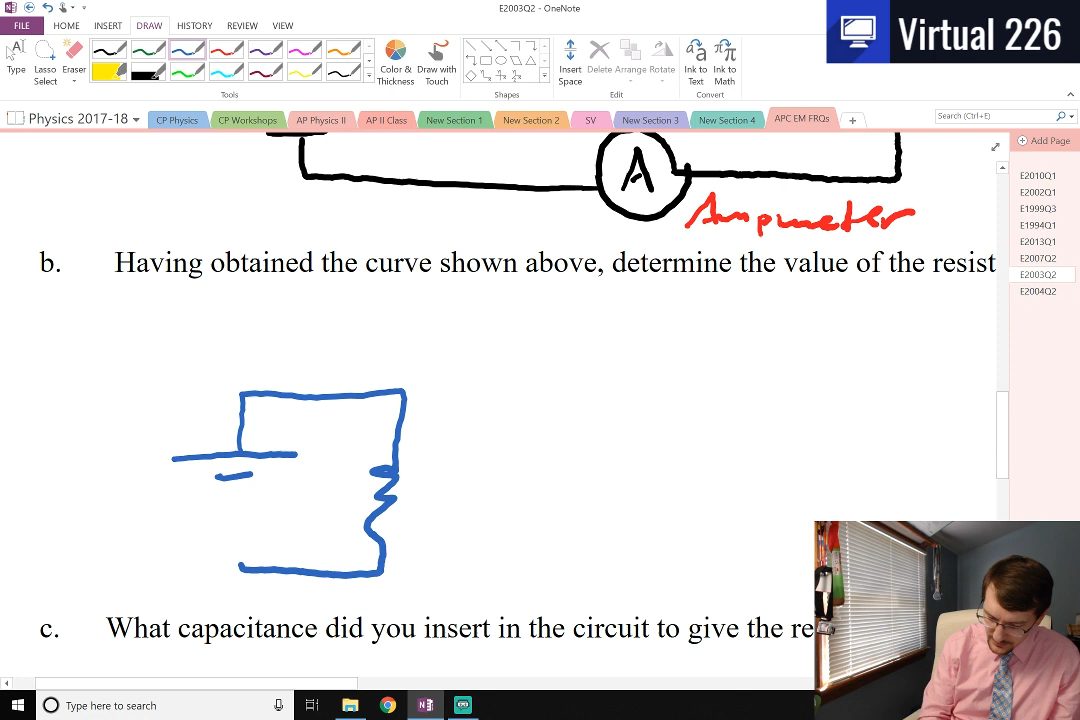 E2003Q2 - OneNote
Virtual 226
FILE HOME INSERT DRAW HISTORY REVIEW VIEW
Type
Lasso Select
Eraser
Color & Thickness
Draw with Touch
Insert Space
Delete Arrange Rotate
Ink to Text
Ink to Math
Tools Shapes Edit Convert
Physics 2017-18 CP Physics CP Workshops AP Physics II AP II Class New Section 1 New Section 2 SV New Section 3 New Section 4 APC EM FRQs
Search (Ctrl+E)
Add Page
E2010Q1
E2002Q1
E1999Q3
E1994Q1
E2013Q1
E2007Q2
E2003Q2
E2004Q2
A
Ampmeter
b. Having obtained the curve shown above, determine the value of the resist
c. What capacitance did you insert in the circuit to give the re
Type here to search